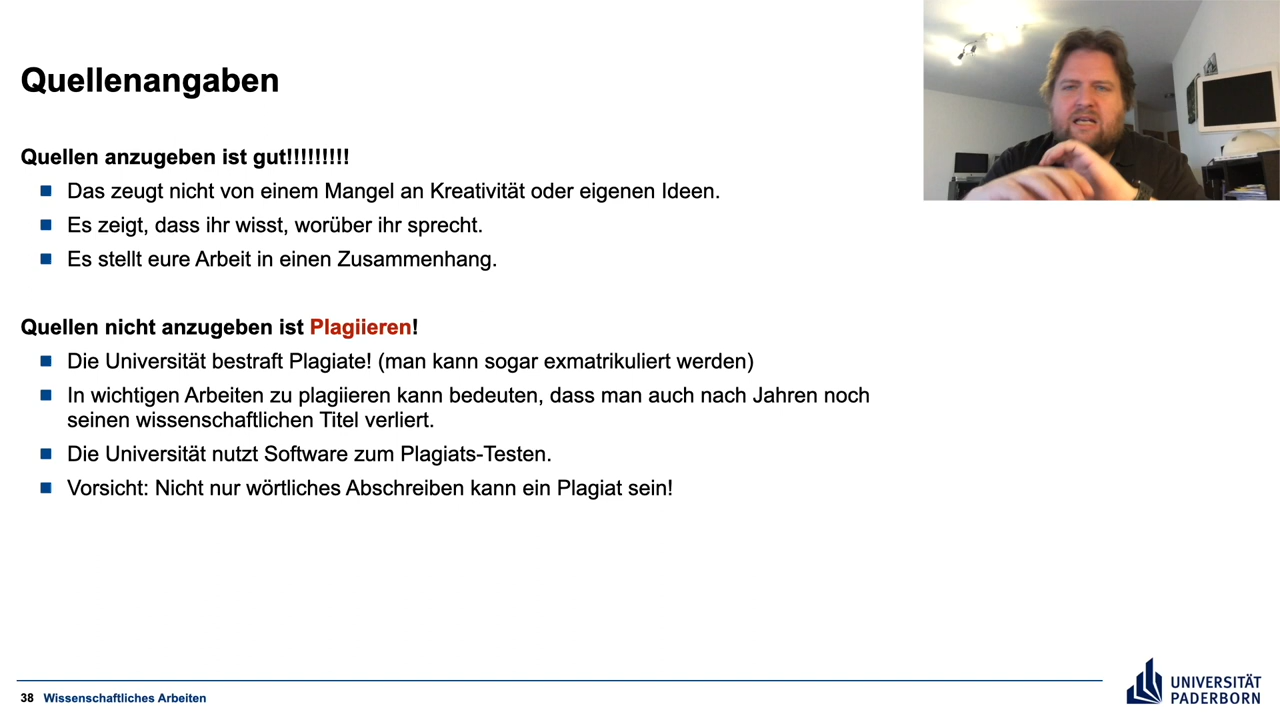 Quellenangaben
Quellen anzugeben ist gut!!!!!!!!!
Das zeugt nicht von einem Mangel an Kreativität oder eigenen Ideen.
Es zeigt, dass ihr wisst, worüber ihr sprecht.
Es stellt eure Arbeit in einen Zusammenhang.
Quellen nicht anzugeben ist Plagiieren!
Die Universität bestraft Plagiate! (man kann sogar exmatrikuliert werden)
In wichtigen Arbeiten zu plagiieren kann bedeuten, dass man auch nach Jahren noch
seinen wissenschaftlichen Titel verliert.
Die Universität nutzt Software zum Plagiats-Testen.
Vorsicht: Nicht nur wörtliches Abschreiben kann ein Plagiat sein!
38 Wissenschaftliches Arbeiten
UNIVERSITÄT
PADERBORN